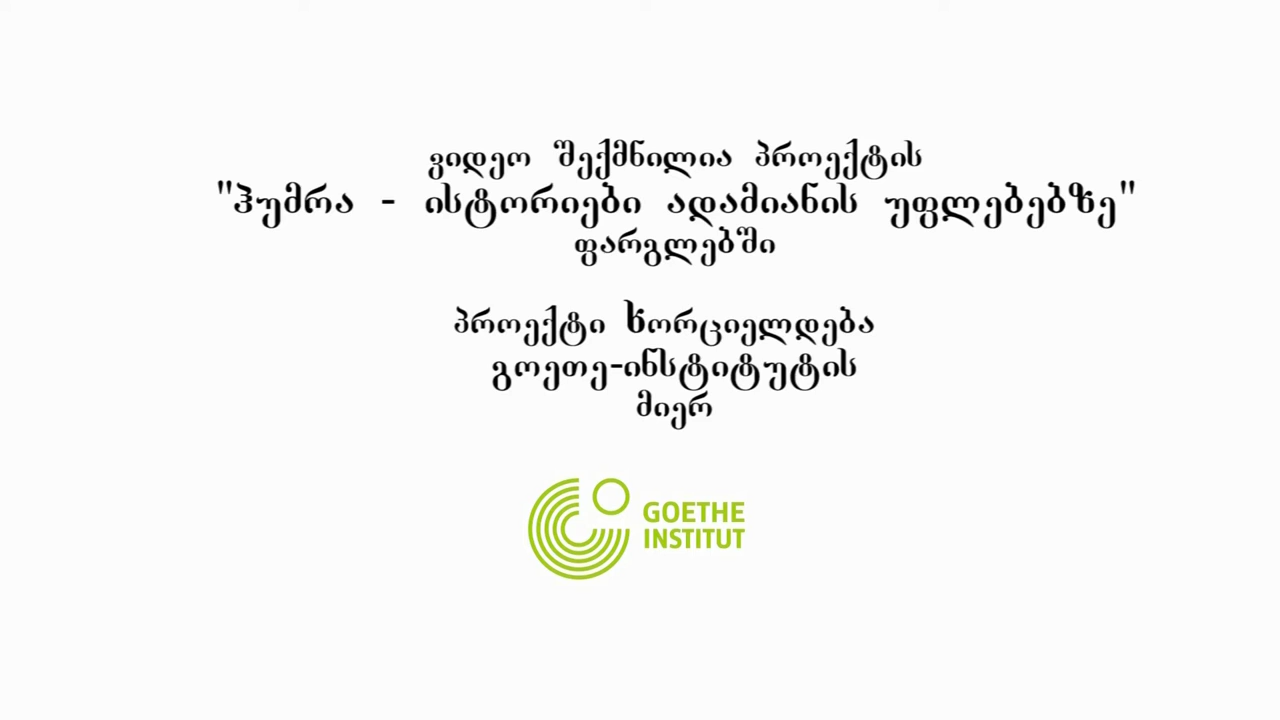 ვიდეო შექმნილია პროექტის
"ჰუმრა - ისტორიები ადამიანის უფლებებზე"
ფარგლებში
პროექტი ხორციელდება
გოეთე-ინსტიტუტის
მიერ
GOETHE
INSTITUT